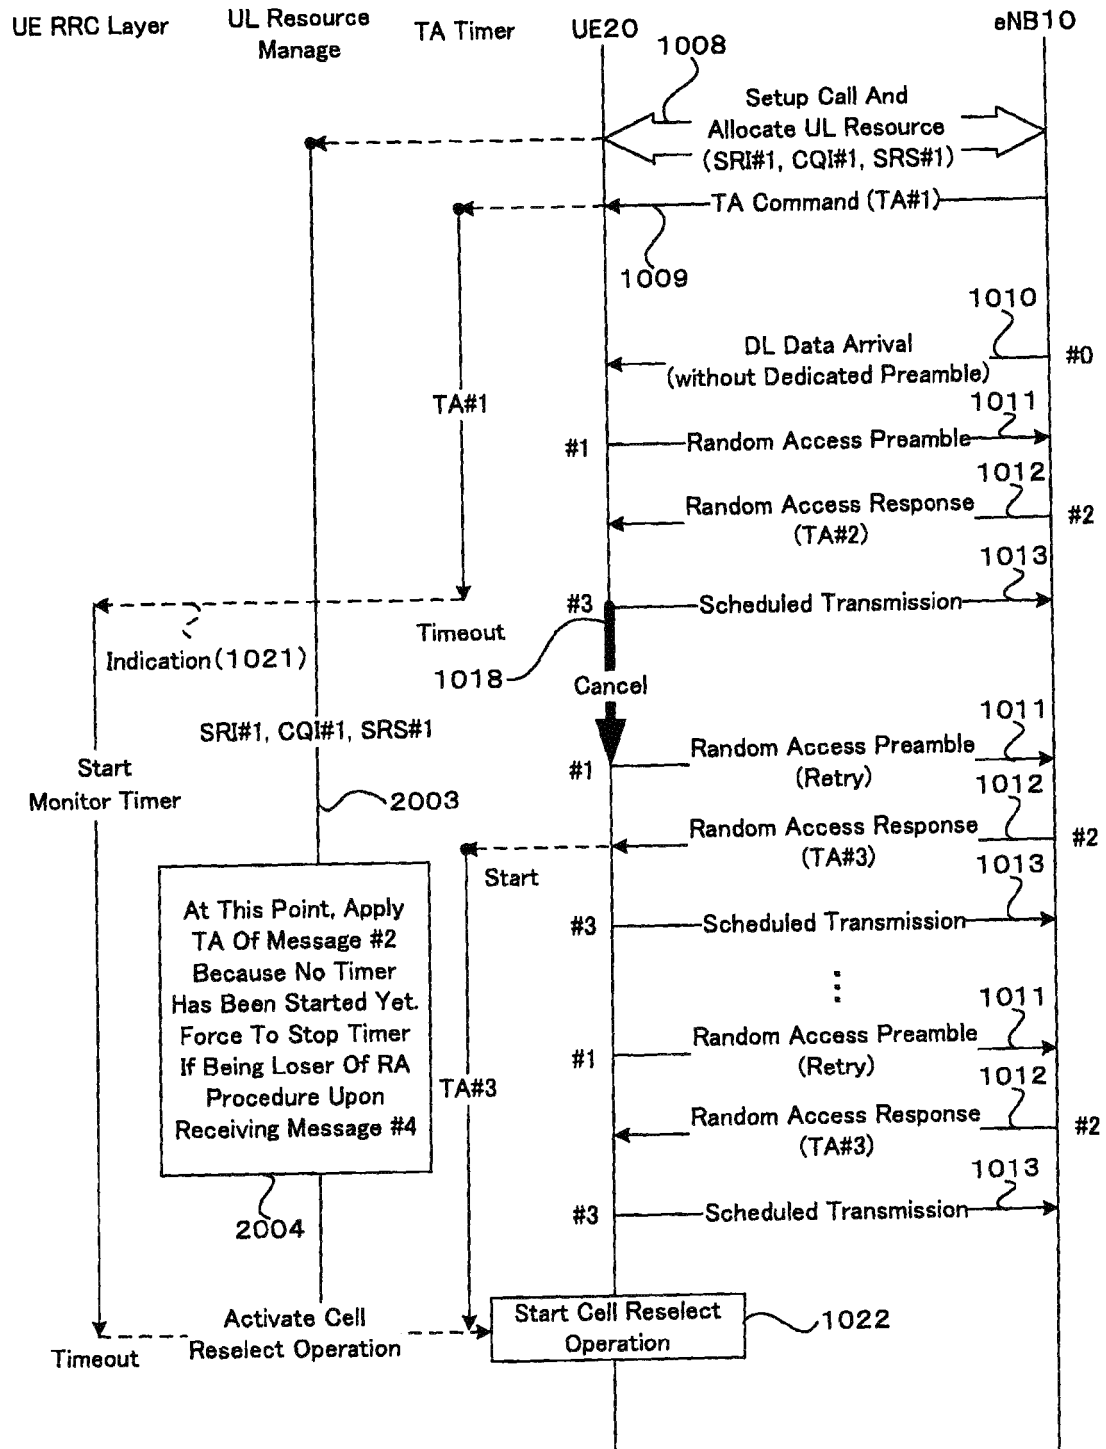 UE RRC Layer
UL Resource
Manage
TA Timer
UE20
eNB10
1008
Setup Call And
Allocate UL Resource
(SRI#1, CQI#1, SRS#1)
TA Command (TA#1)
1009
1010
DL Data Arrival
(without Dedicated Preamble)
#0
TA#1
1011
#1
Random Access Preamble
1012
Random Access Response
(TA#2)
#2
1013
#3
Scheduled Transmission
Timeout
Indication(1021)
1018
Cancel
SRI#1, CQI#1, SRS#1
1011
Random Access Preamble
(Retry)
#1
Start
Monitor Timer
2003
1012
Random Access Response
(TA#3)
#2
Start
1013
#3
Scheduled Transmission
At This Point, Apply
TA Of Message #2
Because No Timer
Has Been Started Yet.
Force To Stop Timer
If Being Loser Of RA
Procedure Upon
Receiving Message #4
2004
TA#3
1011
#1
Random Access Preamble
(Retry)
1012
Random Access Response
(TA#3)
#2
1013
#3
Scheduled Transmission
Timeout
Activate Cell
Reselect Operation
Start Cell Reselect
Operation
1022